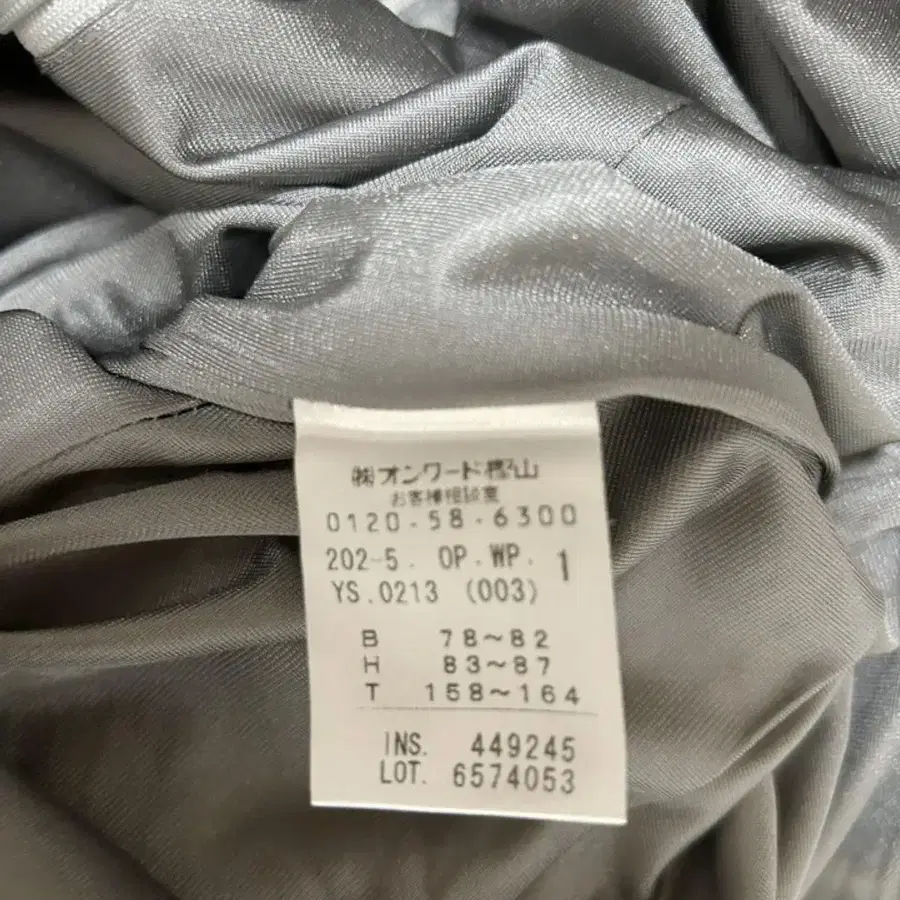 ㈱オンワード樫山
お客様相談室
0120-58-6300
202-5. OP.WP. 1
YS.0213 (003)
B 78~82
H 83~87
T 158~164
INS. 449245
LOT. 6574053